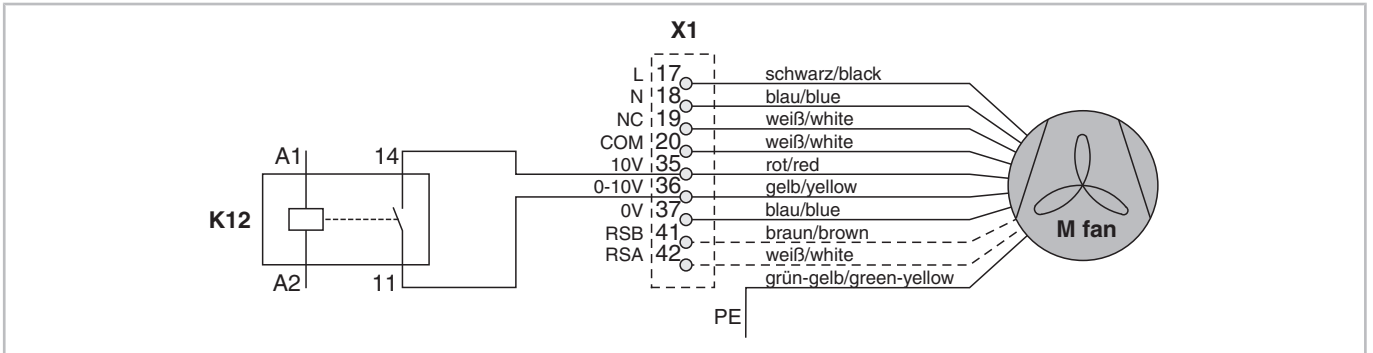 X1
L 17 schwarz/black
N 18 blau/blue
NC 19 weiß/white
COM 20 weiß/white
A1 14 10V 35 rot/red
0-10V 36 gelb/yellow
K12 0V 37 blau/blue
M fan
RSB 41 braun/brown
RSA 42 weiß/white
A2 11 grün-gelb/green-yellow
PE